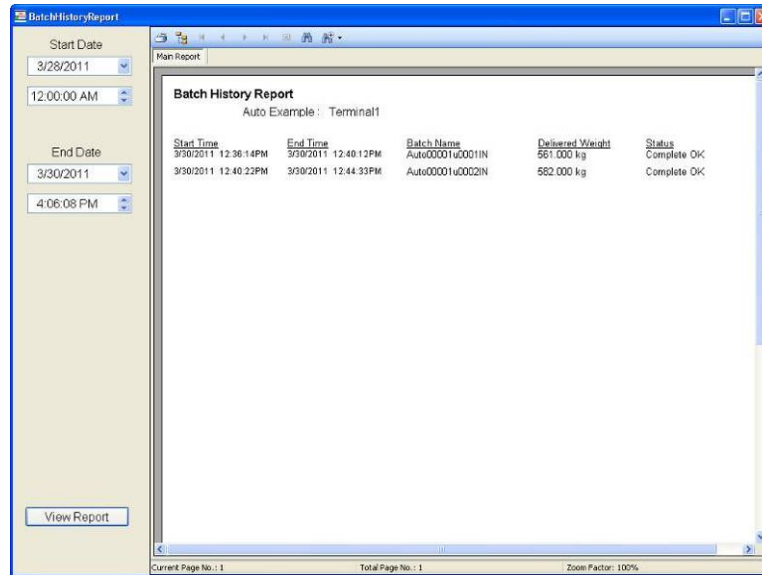 BatchHistoryReport
Start Date
3/28/2011
12:00:00 AM
End Date
3/30/2011
4:06:08 PM
View Report
Main Report
Batch History Report
Auto Example : Terminal1
Start Time End Time Batch Name Delivered Weight Status
3/30/2011 12:36:14PM 3/30/2011 12:40:12PM Auto00001u0001IN 561.000 kg Complete OK
3/30/2011 12:40:22PM 3/30/2011 12:44:33PM Auto00001u0002IN 582.000 kg Complete OK
Current Page No.: 1 Total Page No.: 1 Zoom Factor: 100%